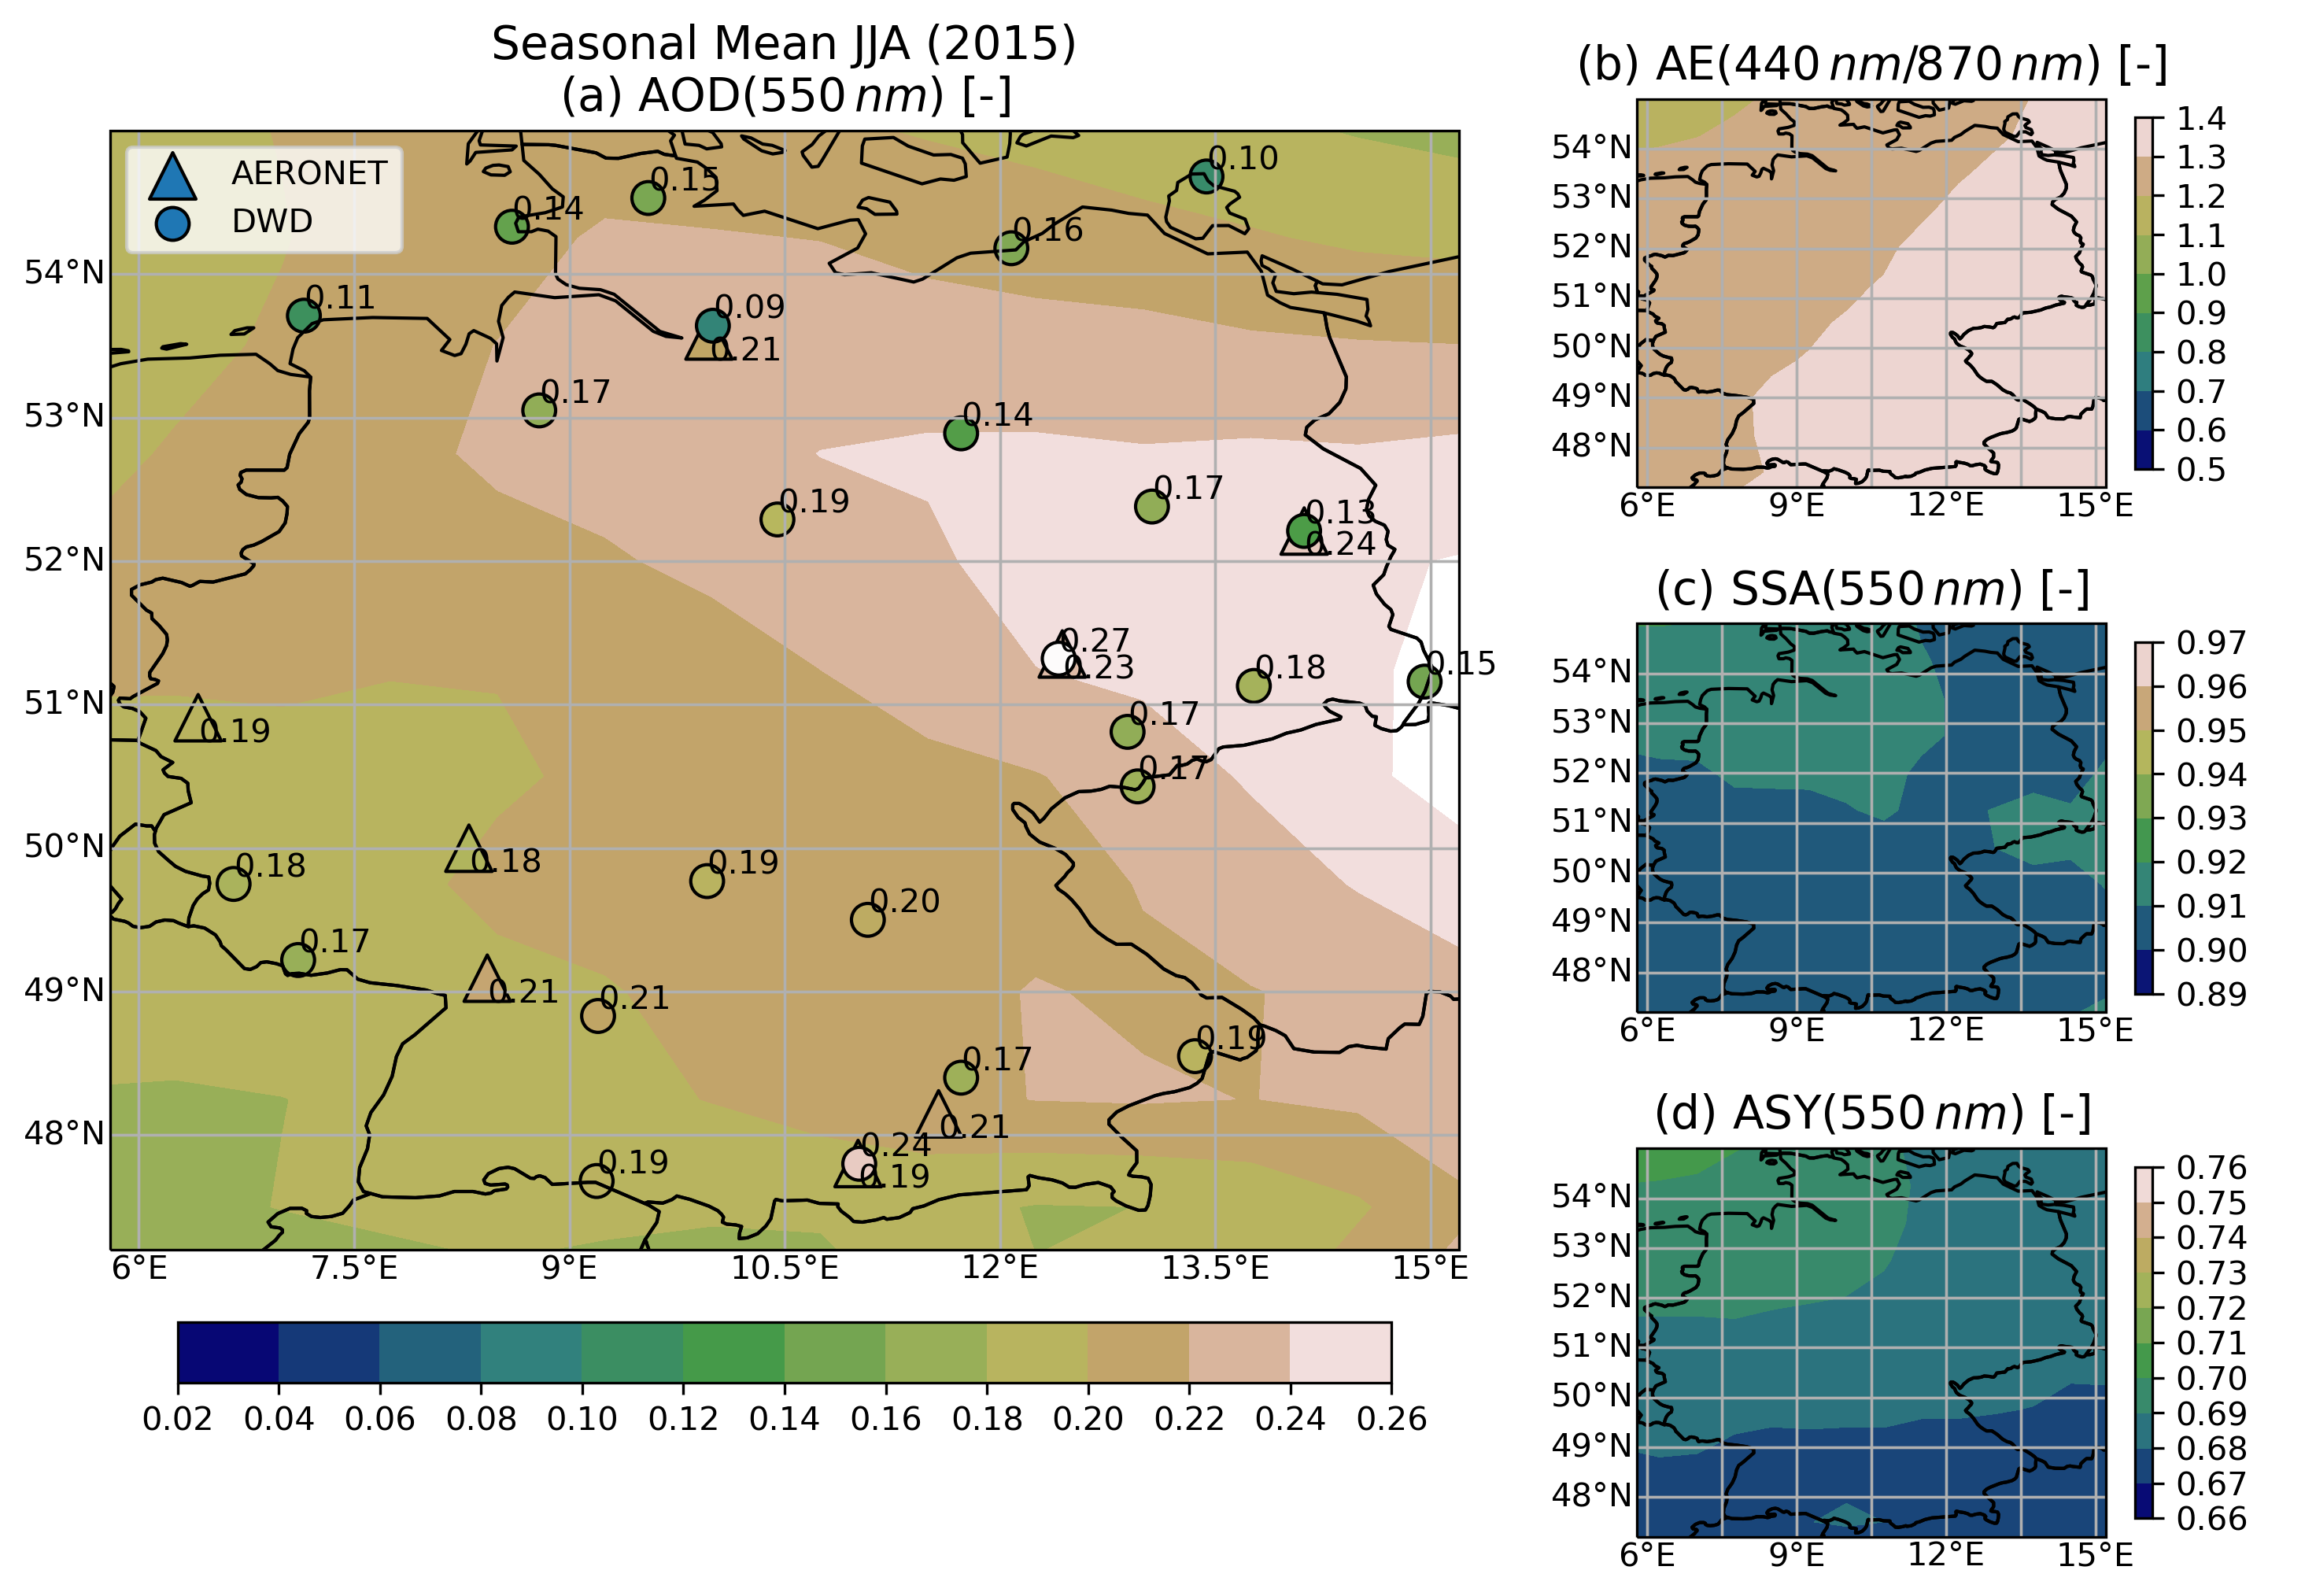 Seasonal Mean JJA (2015)
(a) AOD(550 nm) [-]
AERONET
DWD
54°N
53°N
52°N
51°N
50°N
49°N
48°N
0.10
0.15
0.14
0.16
0.11
0.09
0.21
0.17
0.14
0.19
0.17
0.13
0.24
0.27
0.23
0.18
0.15
0.17
0.19
0.17
0.18
0.18
0.19
0.20
0.17
0.21
0.21
0.19
0.17
0.21
0.24
0.19
0.19
6°E 7.5°E 9°E 10.5°E 12°E 13.5°E 15°E
0.02 0.04 0.06 0.08 0.10 0.12 0.14 0.16 0.18 0.20 0.22 0.24 0.26
(b) AE(440 nm/870 nm) [-]
54°N
53°N
52°N
51°N
50°N
49°N
48°N
6°E 9°E 12°E 15°E
1.4
1.3
1.2
1.1
1.0
0.9
0.8
0.7
0.6
0.5
(c) SSA(550 nm) [-]
54°N
53°N
52°N
51°N
50°N
49°N
48°N
6°E 9°E 12°E 15°E
0.97
0.96
0.95
0.94
0.93
0.92
0.91
0.90
0.89
(d) ASY(550 nm) [-]
54°N
53°N
52°N
51°N
50°N
49°N
48°N
6°E 9°E 12°E 15°E
0.76
0.75
0.74
0.73
0.72
0.71
0.70
0.69
0.68
0.67
0.66